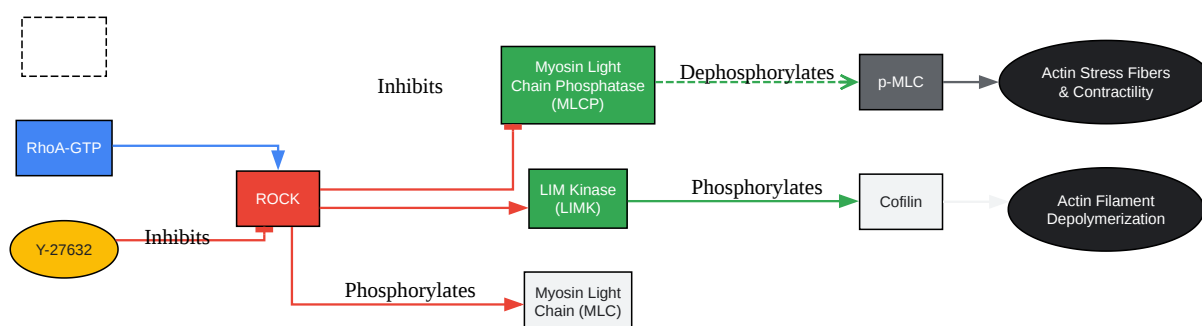 Inhibits
Myosin Light
Chain Phosphatase
(MLCP)
Dephosphorylates
p-MLC
Actin Stress Fibers
& Contractility
RhoA-GTP
ROCK
LIM Kinase
(LIMK)
Phosphorylates
Cofilin
Actin Filament
Depolymerization
Y-27632
Inhibits
Phosphorylates
Myosin Light
Chain (MLC)